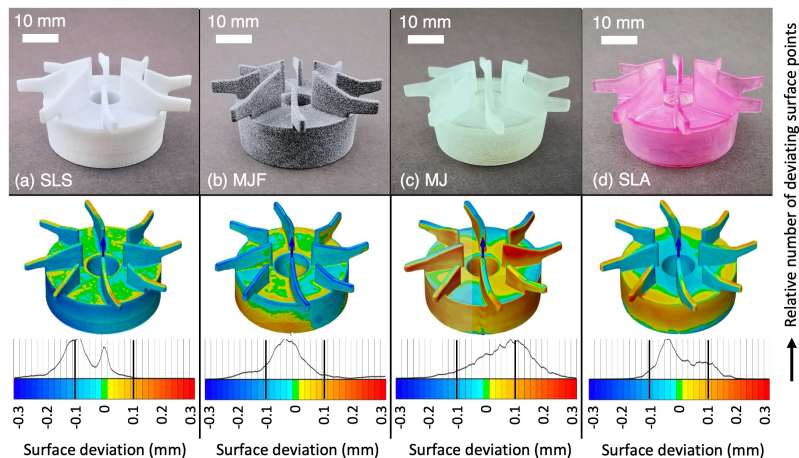 10 mm
10 mm
10 mm
10 mm
(a) SLS
(b) MJF
(c) MJ
(d) SLA
Relative number of deviating surface points
-0.3 -0.2 -0.1 0 0.1 0.2 0.3
-0.3 -0.2 -0.1 0 0.1 0.2 0.3
-0.3 -0.2 -0.1 0 0.1 0.2 0.3
-0.3 -0.2 -0.1 0 0.1 0.2 0.3
Surface deviation (mm)
Surface deviation (mm)
Surface deviation (mm)
Surface deviation (mm)